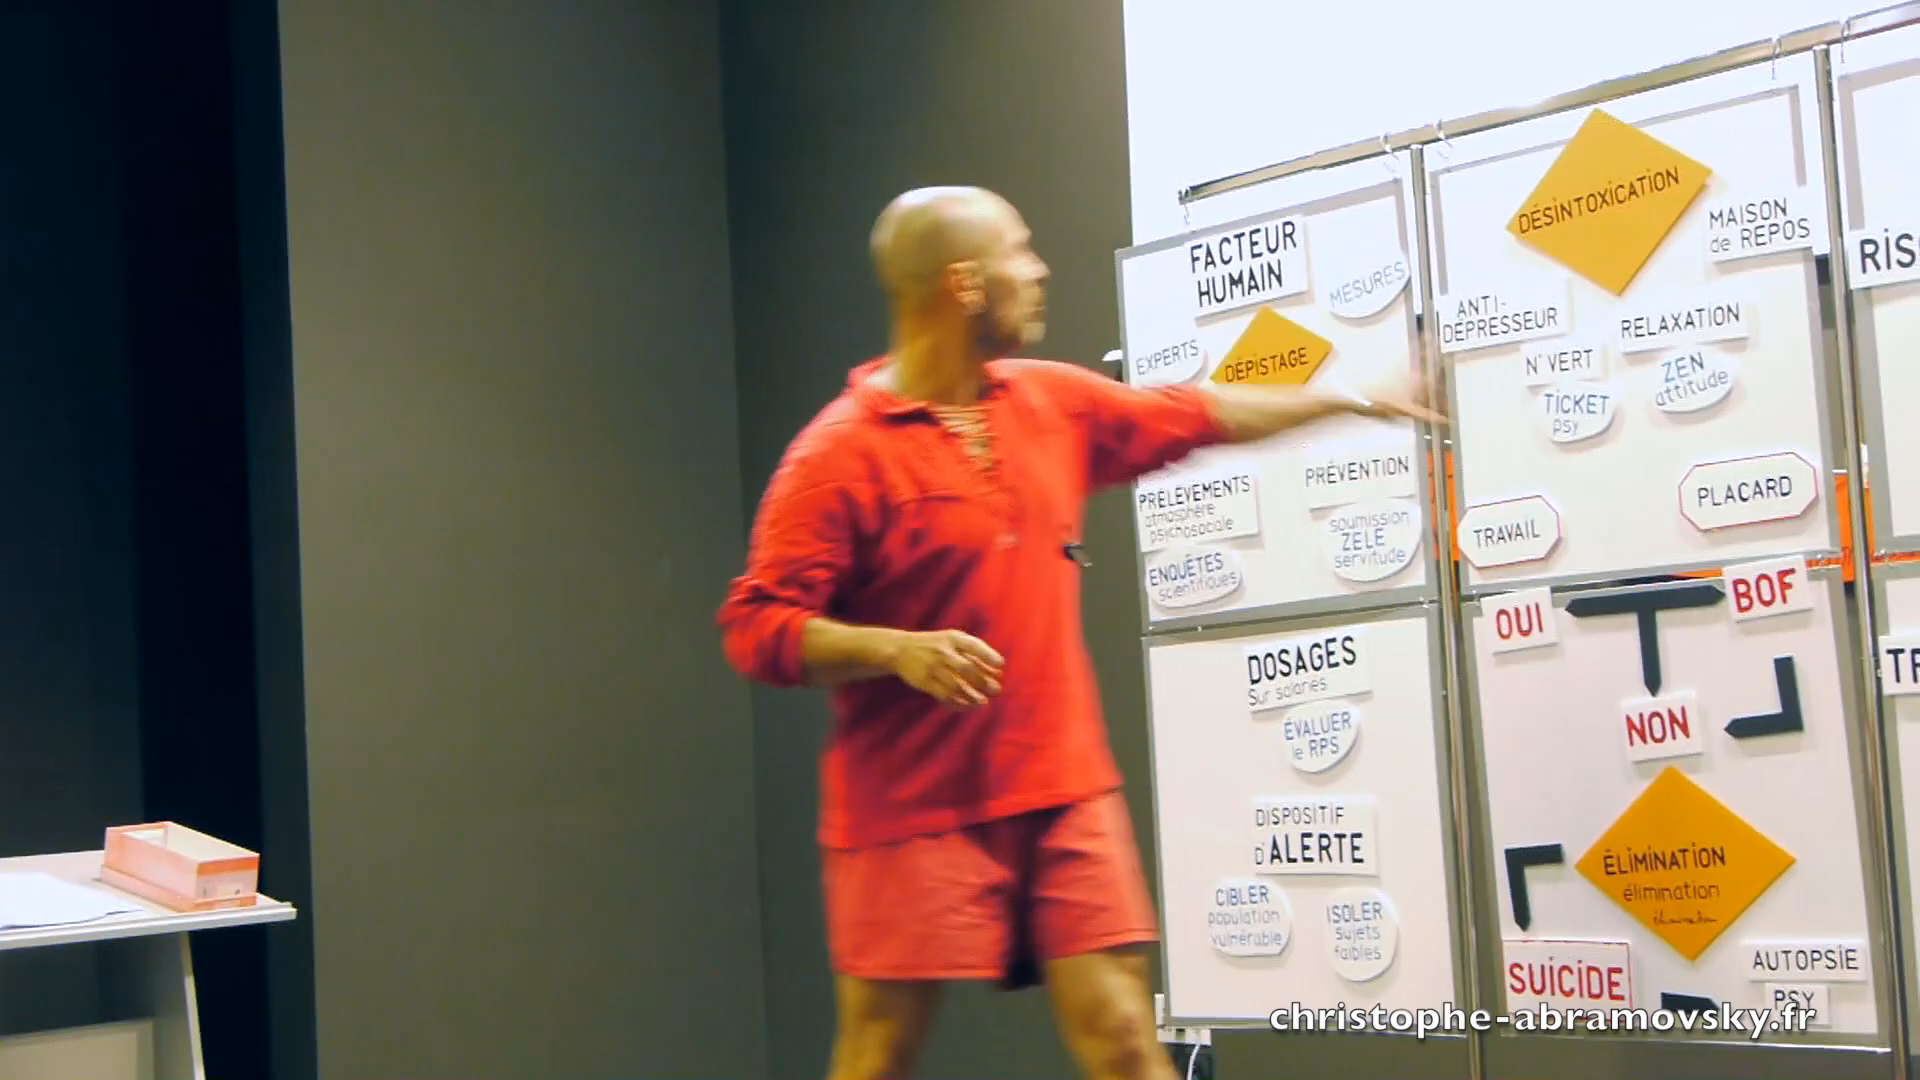 FACTEUR
HUMAIN
MESURES
EXPERTS
DÉPISTAGE
PRÉLÈVEMENTS
atmosphère
psychosociale
PRÉVENTION
ENQUÊTES
scientifiques
soumission
ZÈLE
servitude
DOSAGES
Sur salariés
ÉVALUER
le RPS
DISPOSITIF
D'ALERTE
CIBLER
population
vulnérable
ISOLER
sujets
faibles
DÉSINTOXICATION
MAISON
de REPOS
ANTI-
DÉPRESSEUR
RELAXATION
N° VERT
ZEN
attitude
TICKET
psy
PLACARD
TRAVAIL
OUI
BOF
NON
ÉLIMINATION
élimination
SUICIDE
AUTOPSIE
PSY
RIS
TR
christophe-abramovsky.fr